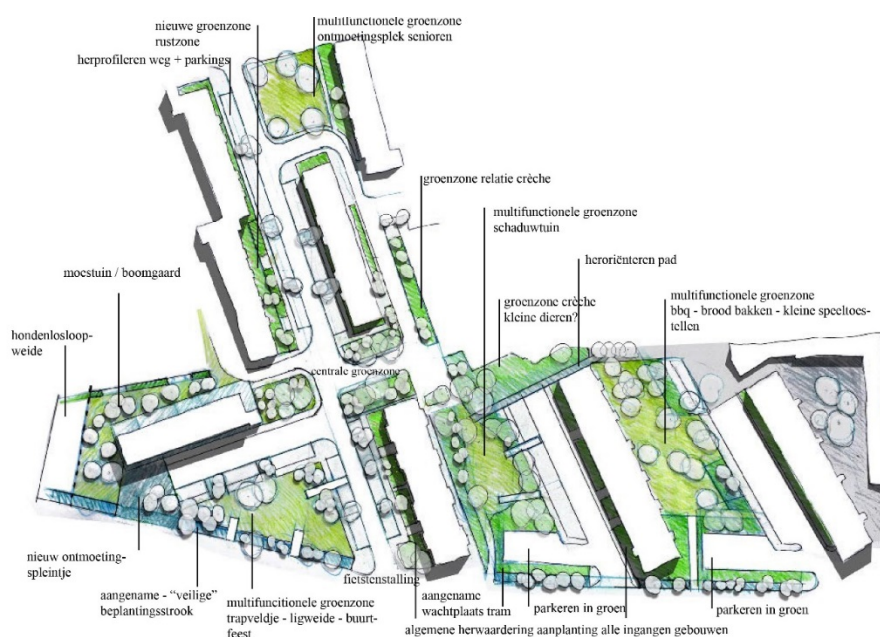 nieuwe groenzone
rustzone
herprofileren weg + parkings
multifunctionele groenzone
ontmoetingsplek senioren
groenzone relatie crèche
multifunctionele groenzone
schaduwtuin
heroriënteren pad
moestuin / boomgaard
groenzone crèche
kleine dieren?
multifunctionele groenzone
bbq - brood bakken - kleine speeltoes-
tellen
hondenlosloop-
weide
centrale groenzone
nieuw ontmoeting-
spleintje
aangename - “veilige”
beplantingsstrook
multifuncitionele groenzone
trapveldje - ligweide - buurt-
feest
fietstenstalling
aangename
wachtplaats tram
parkeren in groen
parkeren in groen
algemene herwaardering aanplanting alle ingangen gebouwen